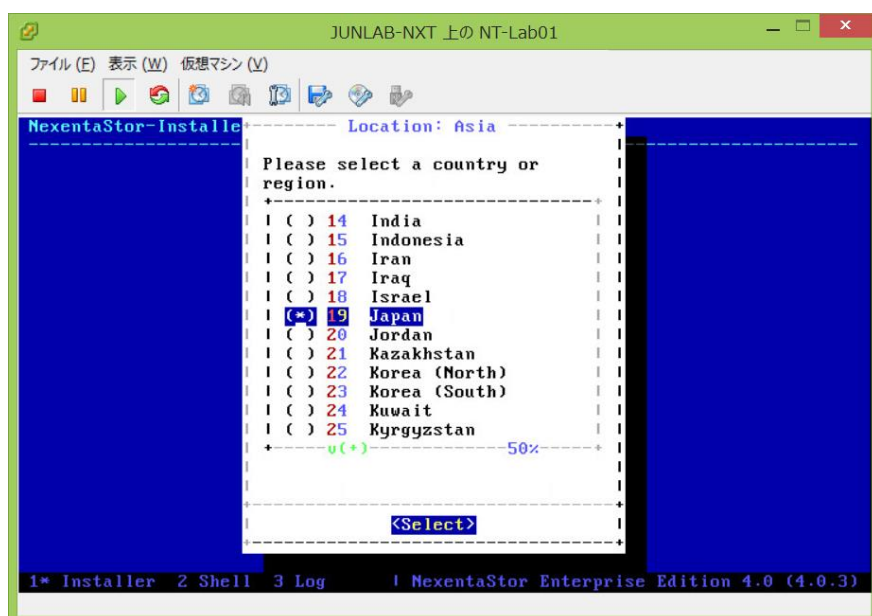 JUNLAB-NXT 上の NT-Lab01
ファイル (F) 表示 (W) 仮想マシン (V)
NexentaStor-Installe
Location: Asia
Please select a country or
region.
( ) 14 India
( ) 15 Indonesia
( ) 16 Iran
( ) 17 Iraq
( ) 18 Israel
(*) 19 Japan
( ) 20 Jordan
( ) 21 Kazakhstan
( ) 22 Korea (North)
( ) 23 Korea (South)
( ) 24 Kuwait
( ) 25 Kyrgyzstan
v(+) 50%
<Select>
1* Installer 2 Shell 3 Log | NexentaStor Enterprise Edition 4.0 (4.0.3)